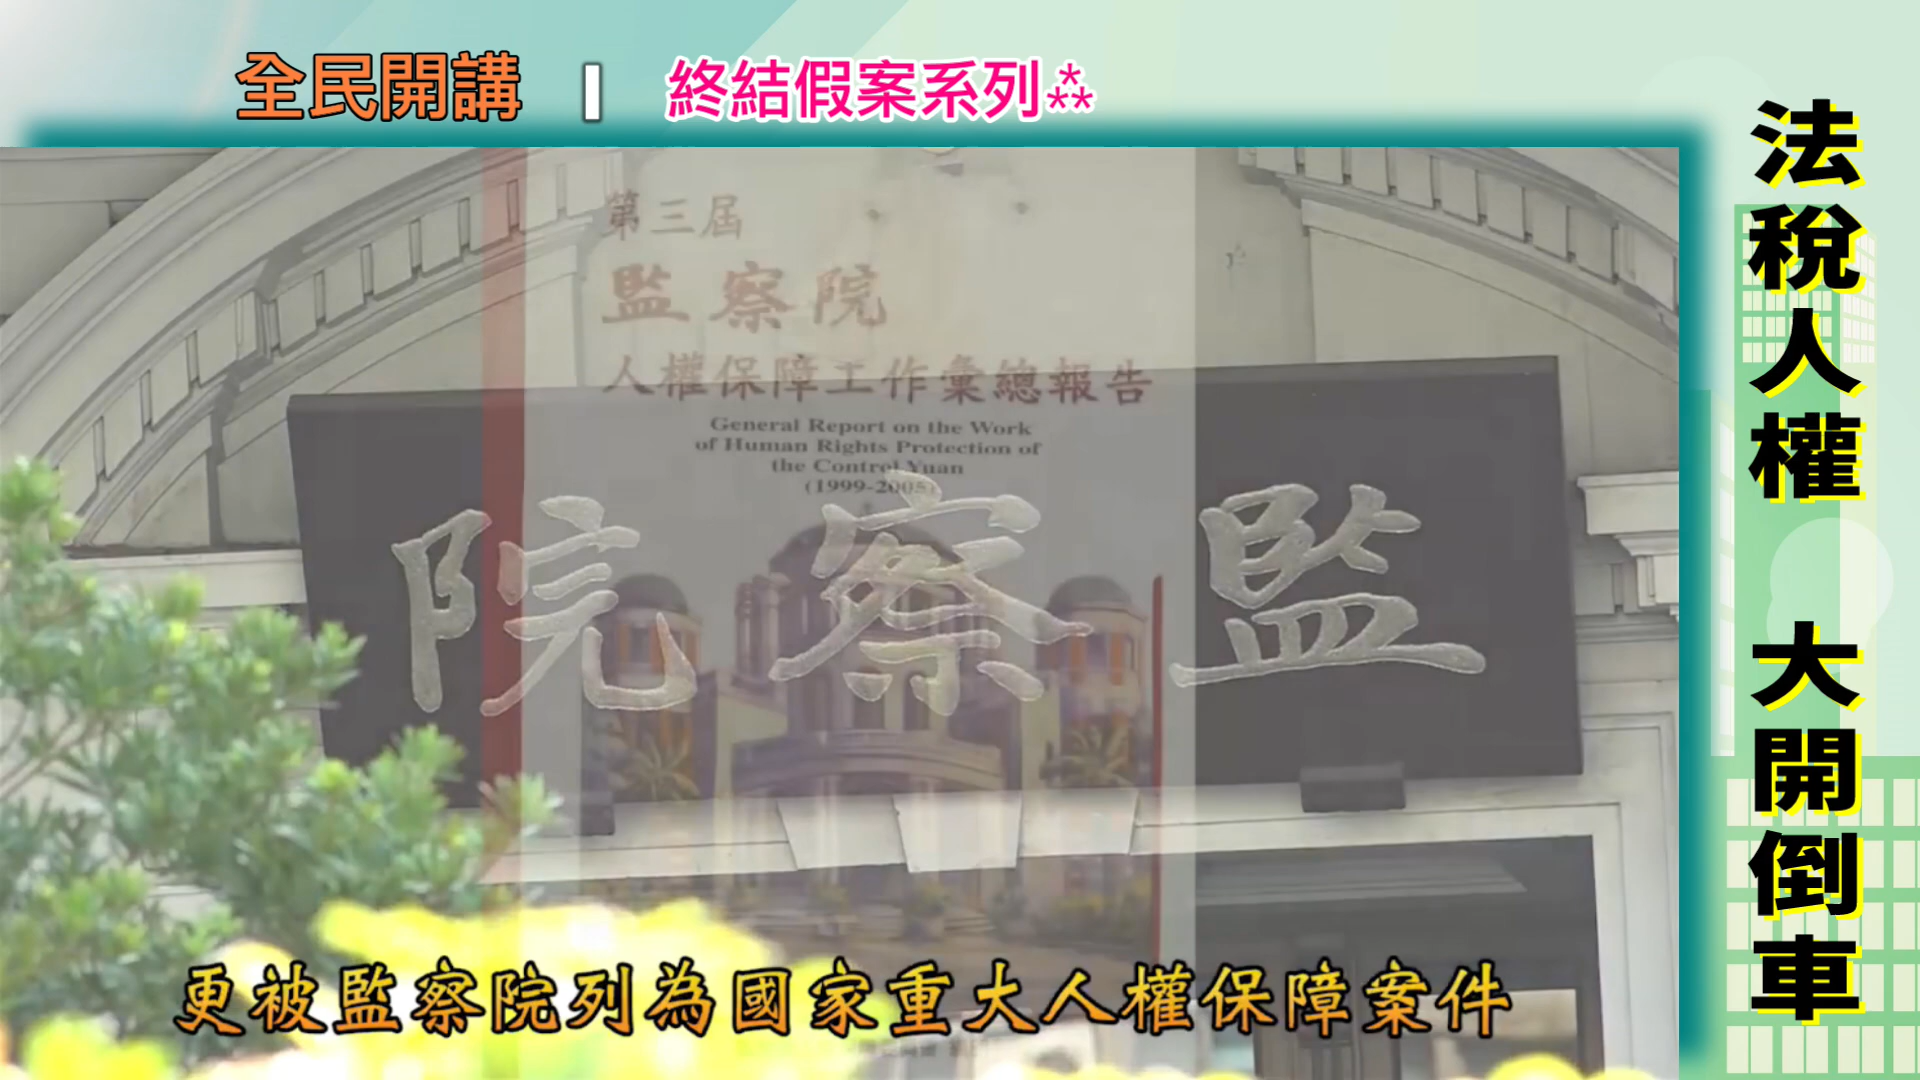 全民開講 | 終結假案系列⁂
法稅人權 大開倒車
第三屆
監察院
人權保障工作彙總報告
General Report on the Work
of Human Rights Protection of
the Control Yuan
(1999-2005)
院察監
更被監察院列為國家重大人權保障案件